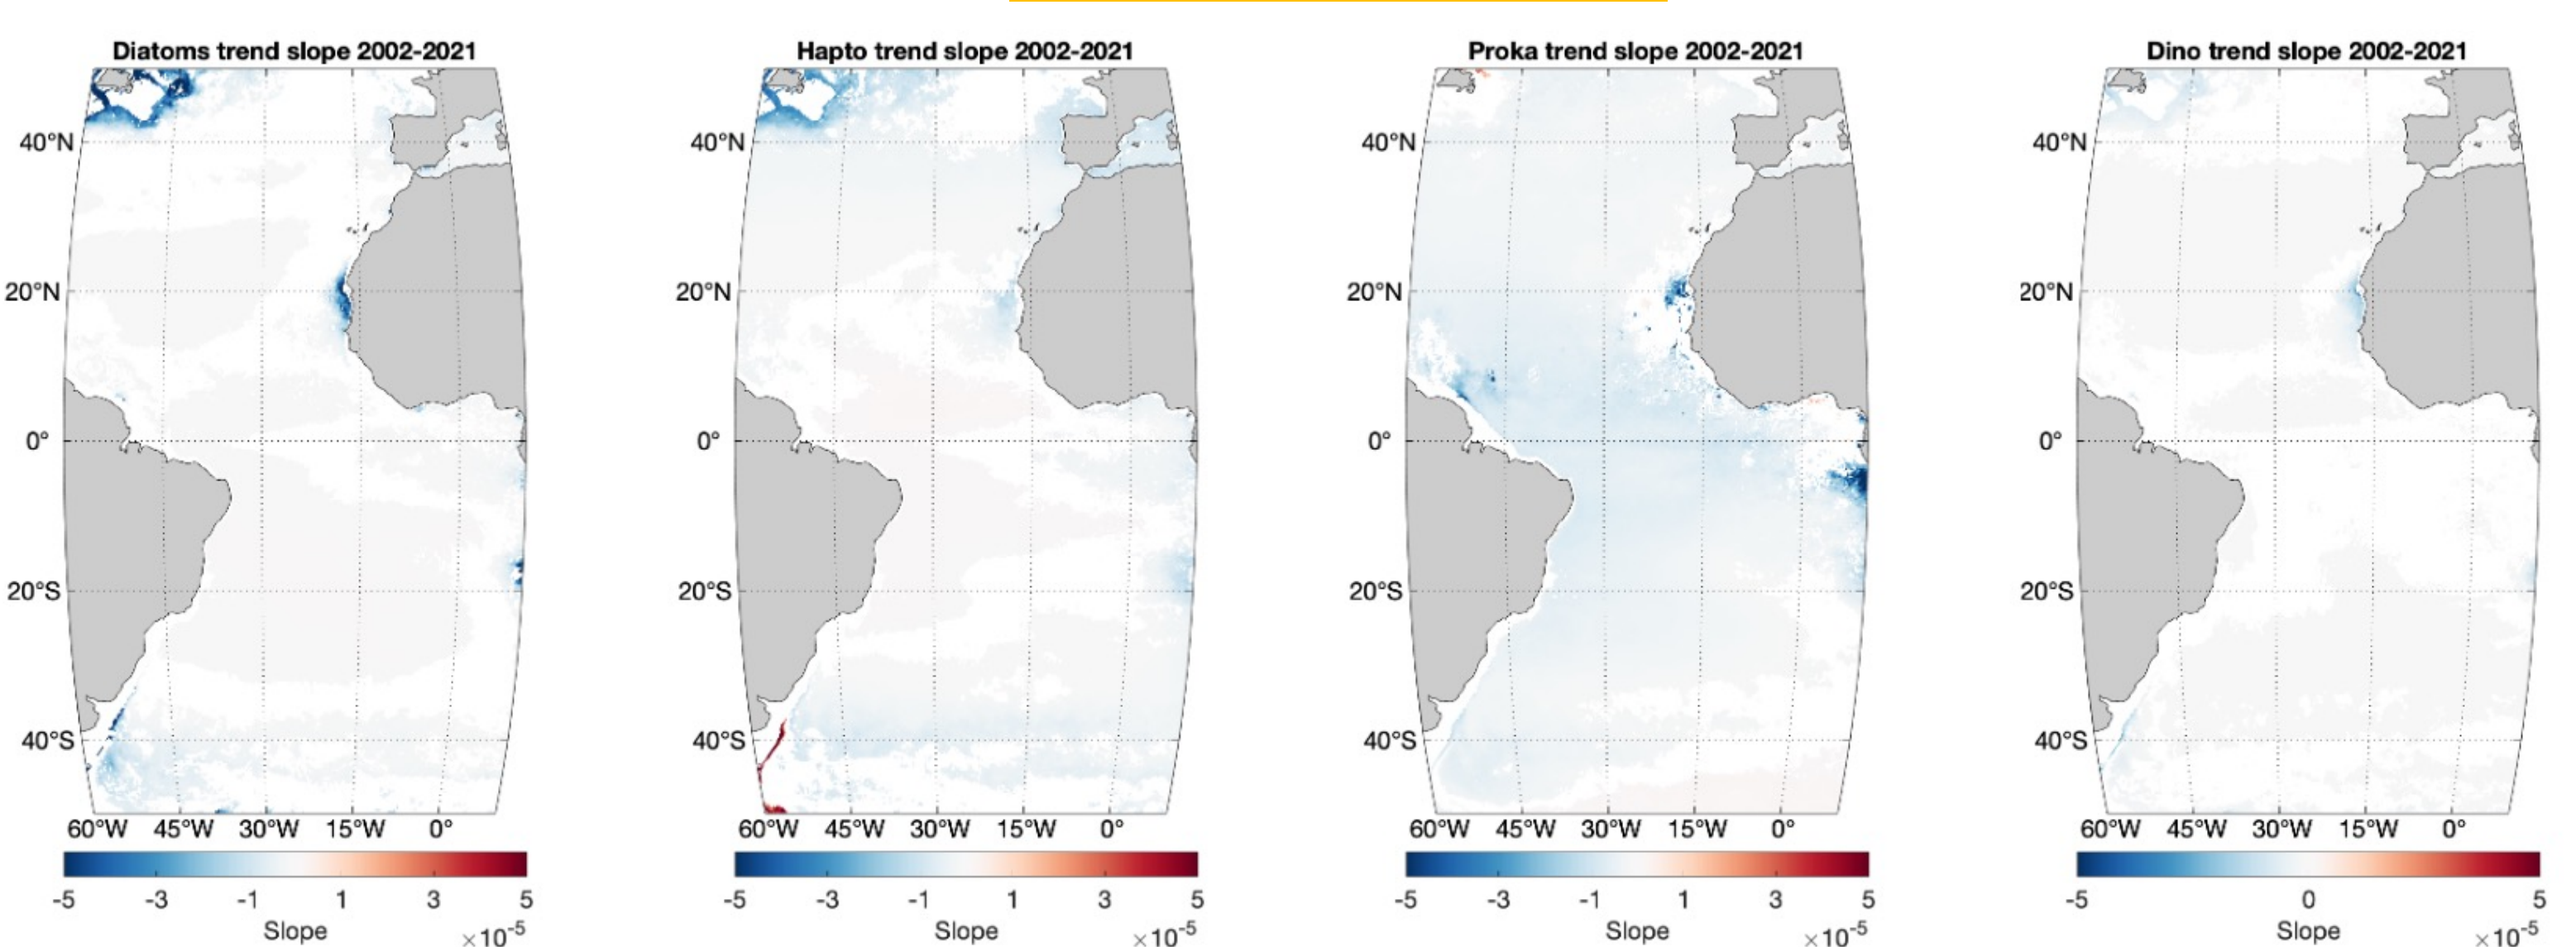 Diatoms trend slope 2002-2021
40°N
20°N
0°
20°S
40°S
60°W 45°W 30°W 15°W 0°
-5 -3 -1 1 3 5
Slope
×10-5
Hapto trend slope 2002-2021
40°N
20°N
0°
20°S
40°S
60°W 45°W 30°W 15°W 0°
-5 -3 -1 1 3 5
Slope
×10-5
Proka trend slope 2002-2021
40°N
20°N
0°
20°S
40°S
60°W 45°W 30°W 15°W 0°
-5 -3 -1 1 3 5
Slope
×10-5
Dino trend slope 2002-2021
40°N
20°N
0°
20°S
40°S
60°W 45°W 30°W 15°W 0°
-5 0 5
Slope
×10-5